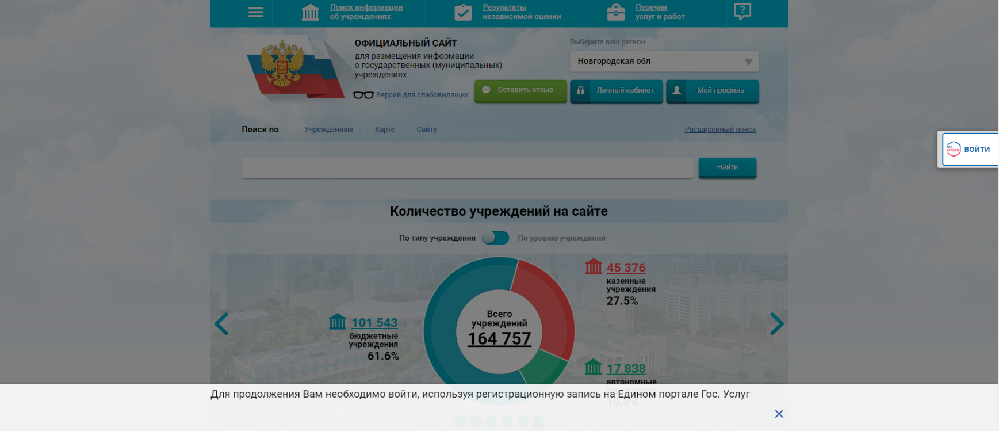 Поиск информации
об учреждениях
Результаты
независимой оценки
Перечни
услуг и работ
?
ОФИЦИАЛЬНЫЙ САЙТ
для размещения информации
о государственных (муниципальных)
учреждениях
Версия для слабовидящих
Выберите ваш регион
Новгородская обл
Оставить отзыв
Личный кабинет
Мой профиль
Поиск по
Учреждениям
Карте
Сайту
Расширенный поиск
гос
услуги
ВОЙТИ
Найти
Количество учреждений на сайте
По типу учреждения
По уровню учреждения
45 376
казенные
учреждения
27.5%
101 543
бюджетные
учреждения
61.6%
Всего
учреждений
164 757
17 838
автономные
10.8%
Для продолжения Вам необходимо войти, используя регистрационную запись на Едином портале Гос. Услуг